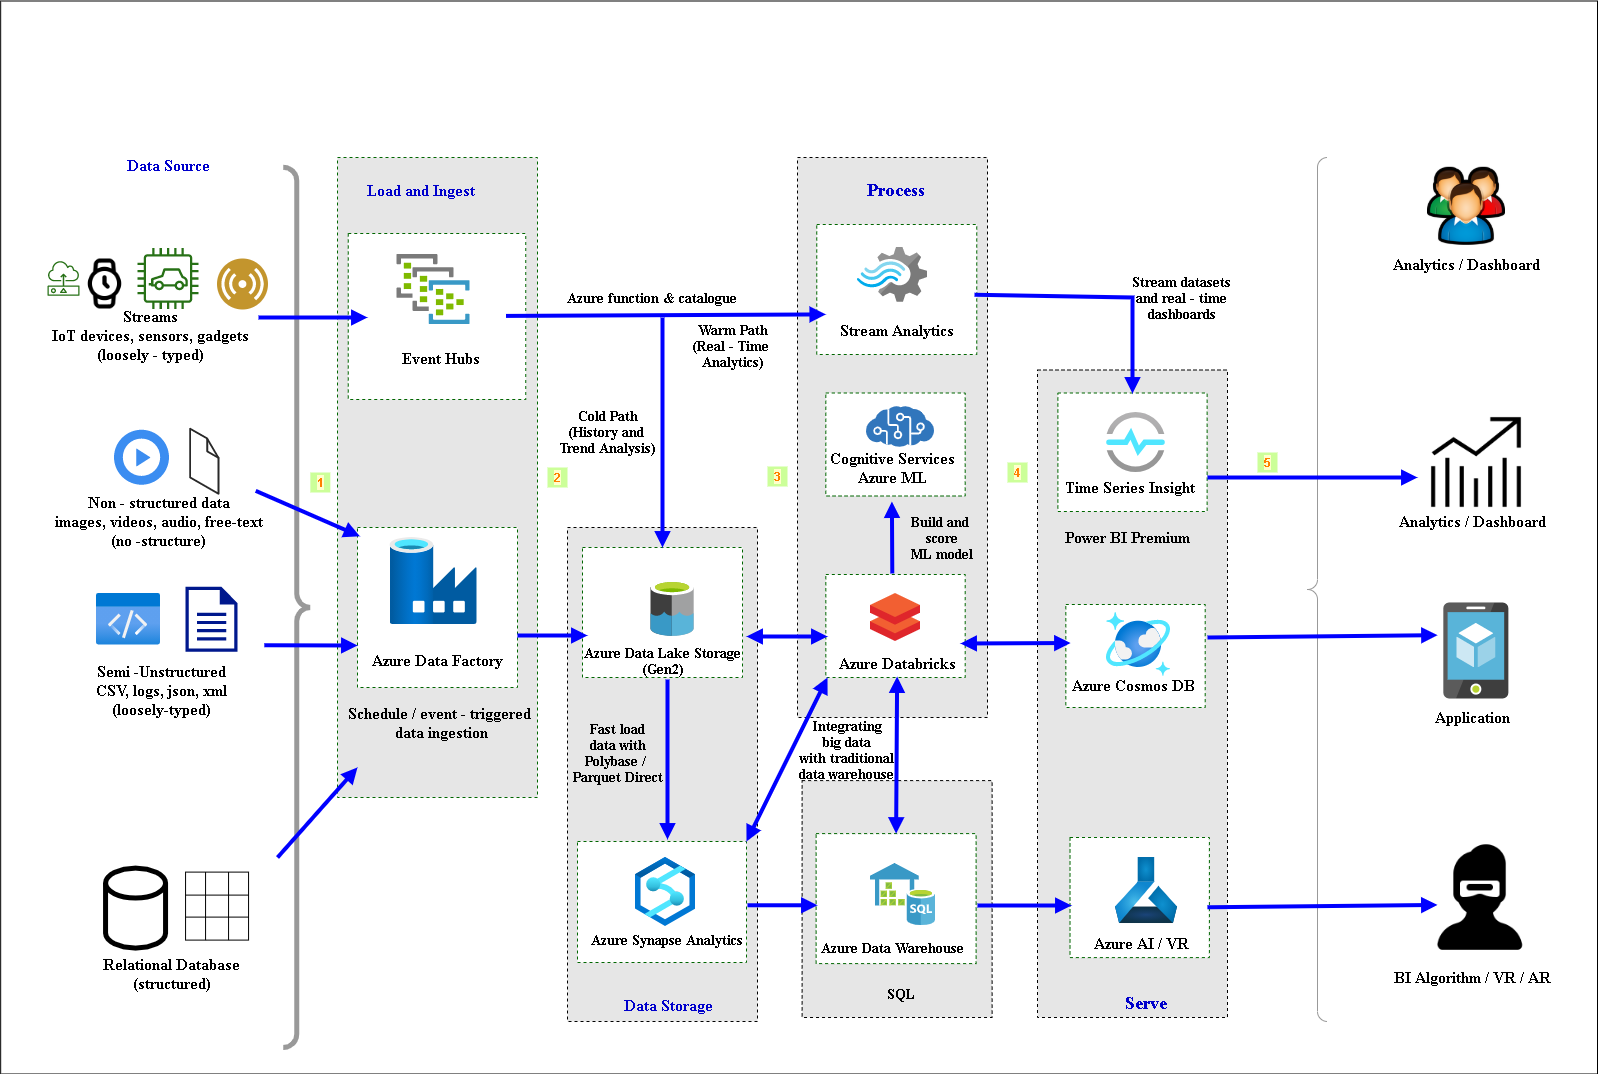 Data Source
Streams
IoT devices, sensors, gadgets
(loosely - typed)
Non - structured data
images, videos, audio, free-text
(no -structure)
Semi -Unstructured
CSV, logs, json, xml
(loosely-typed)
Relational Database
(structured)
1
Load and Ingest
Event Hubs
Azure Data Factory
Schedule / event - triggered
data ingestion
2
Azure function & catalogue
Warm Path
(Real - Time
Analytics)
Cold Path
(History and
Trend Analysis)
Azure Data Lake Storage
(Gen2)
Fast load
data with
Polybase /
Parquet Direct
Azure Synapse Analytics
Data Storage
3
Process
Stream Analytics
Cognitive Services
Azure ML
Build and
score
ML model
Azure Databricks
Integrating
big data
with traditional
data warehouse
SQL
Azure Data Warehouse
SQL
4
Stream datasets
and real - time
dashboards
Time Series Insight
Power BI Premium
Azure Cosmos DB
Azure AI / VR
Serve
5
Analytics / Dashboard
Analytics / Dashboard
Application
BI Algorithm / VR / AR